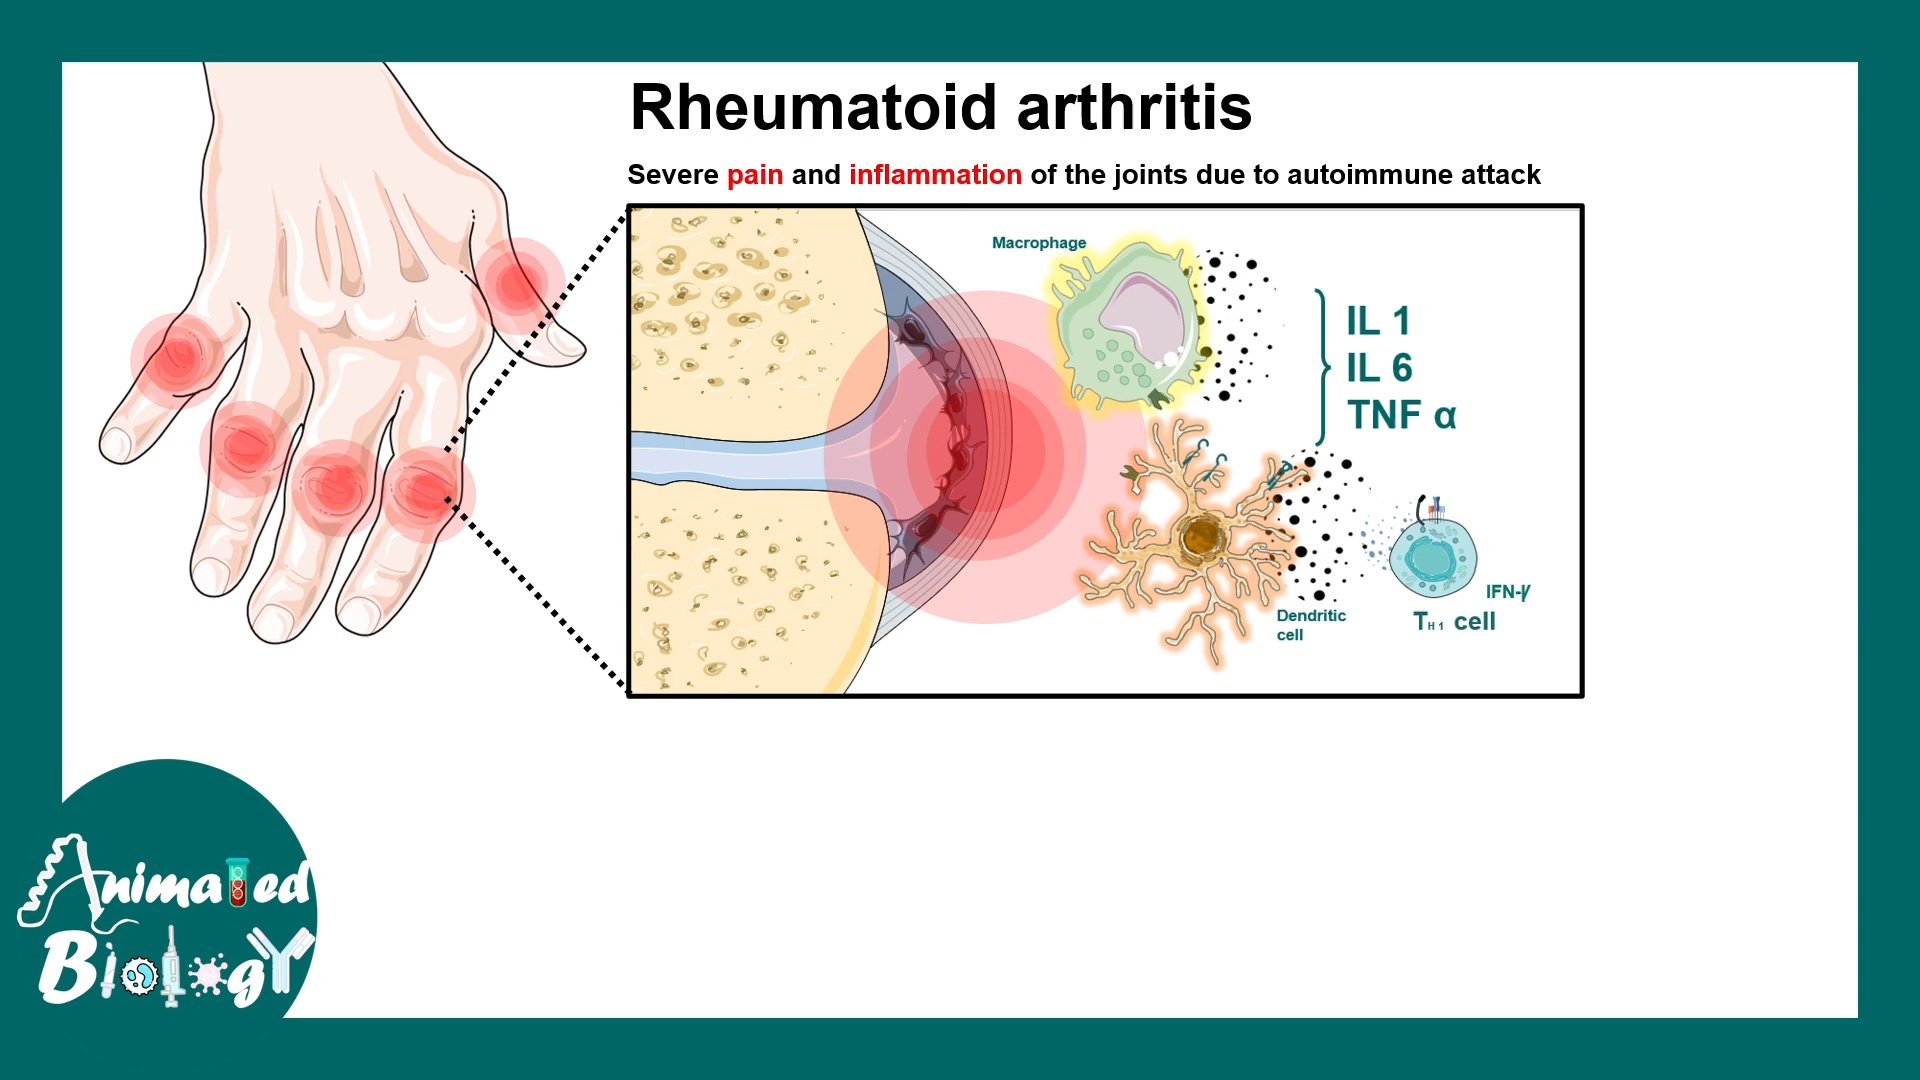 Rheumatoid arthritis
Severe pain and inflammation of the joints due to autoimmune attack
Macrophage
IL 1
IL 6
TNF α
Dendritic
cell
IFN-γ
TH1 cell
Animated
Biology